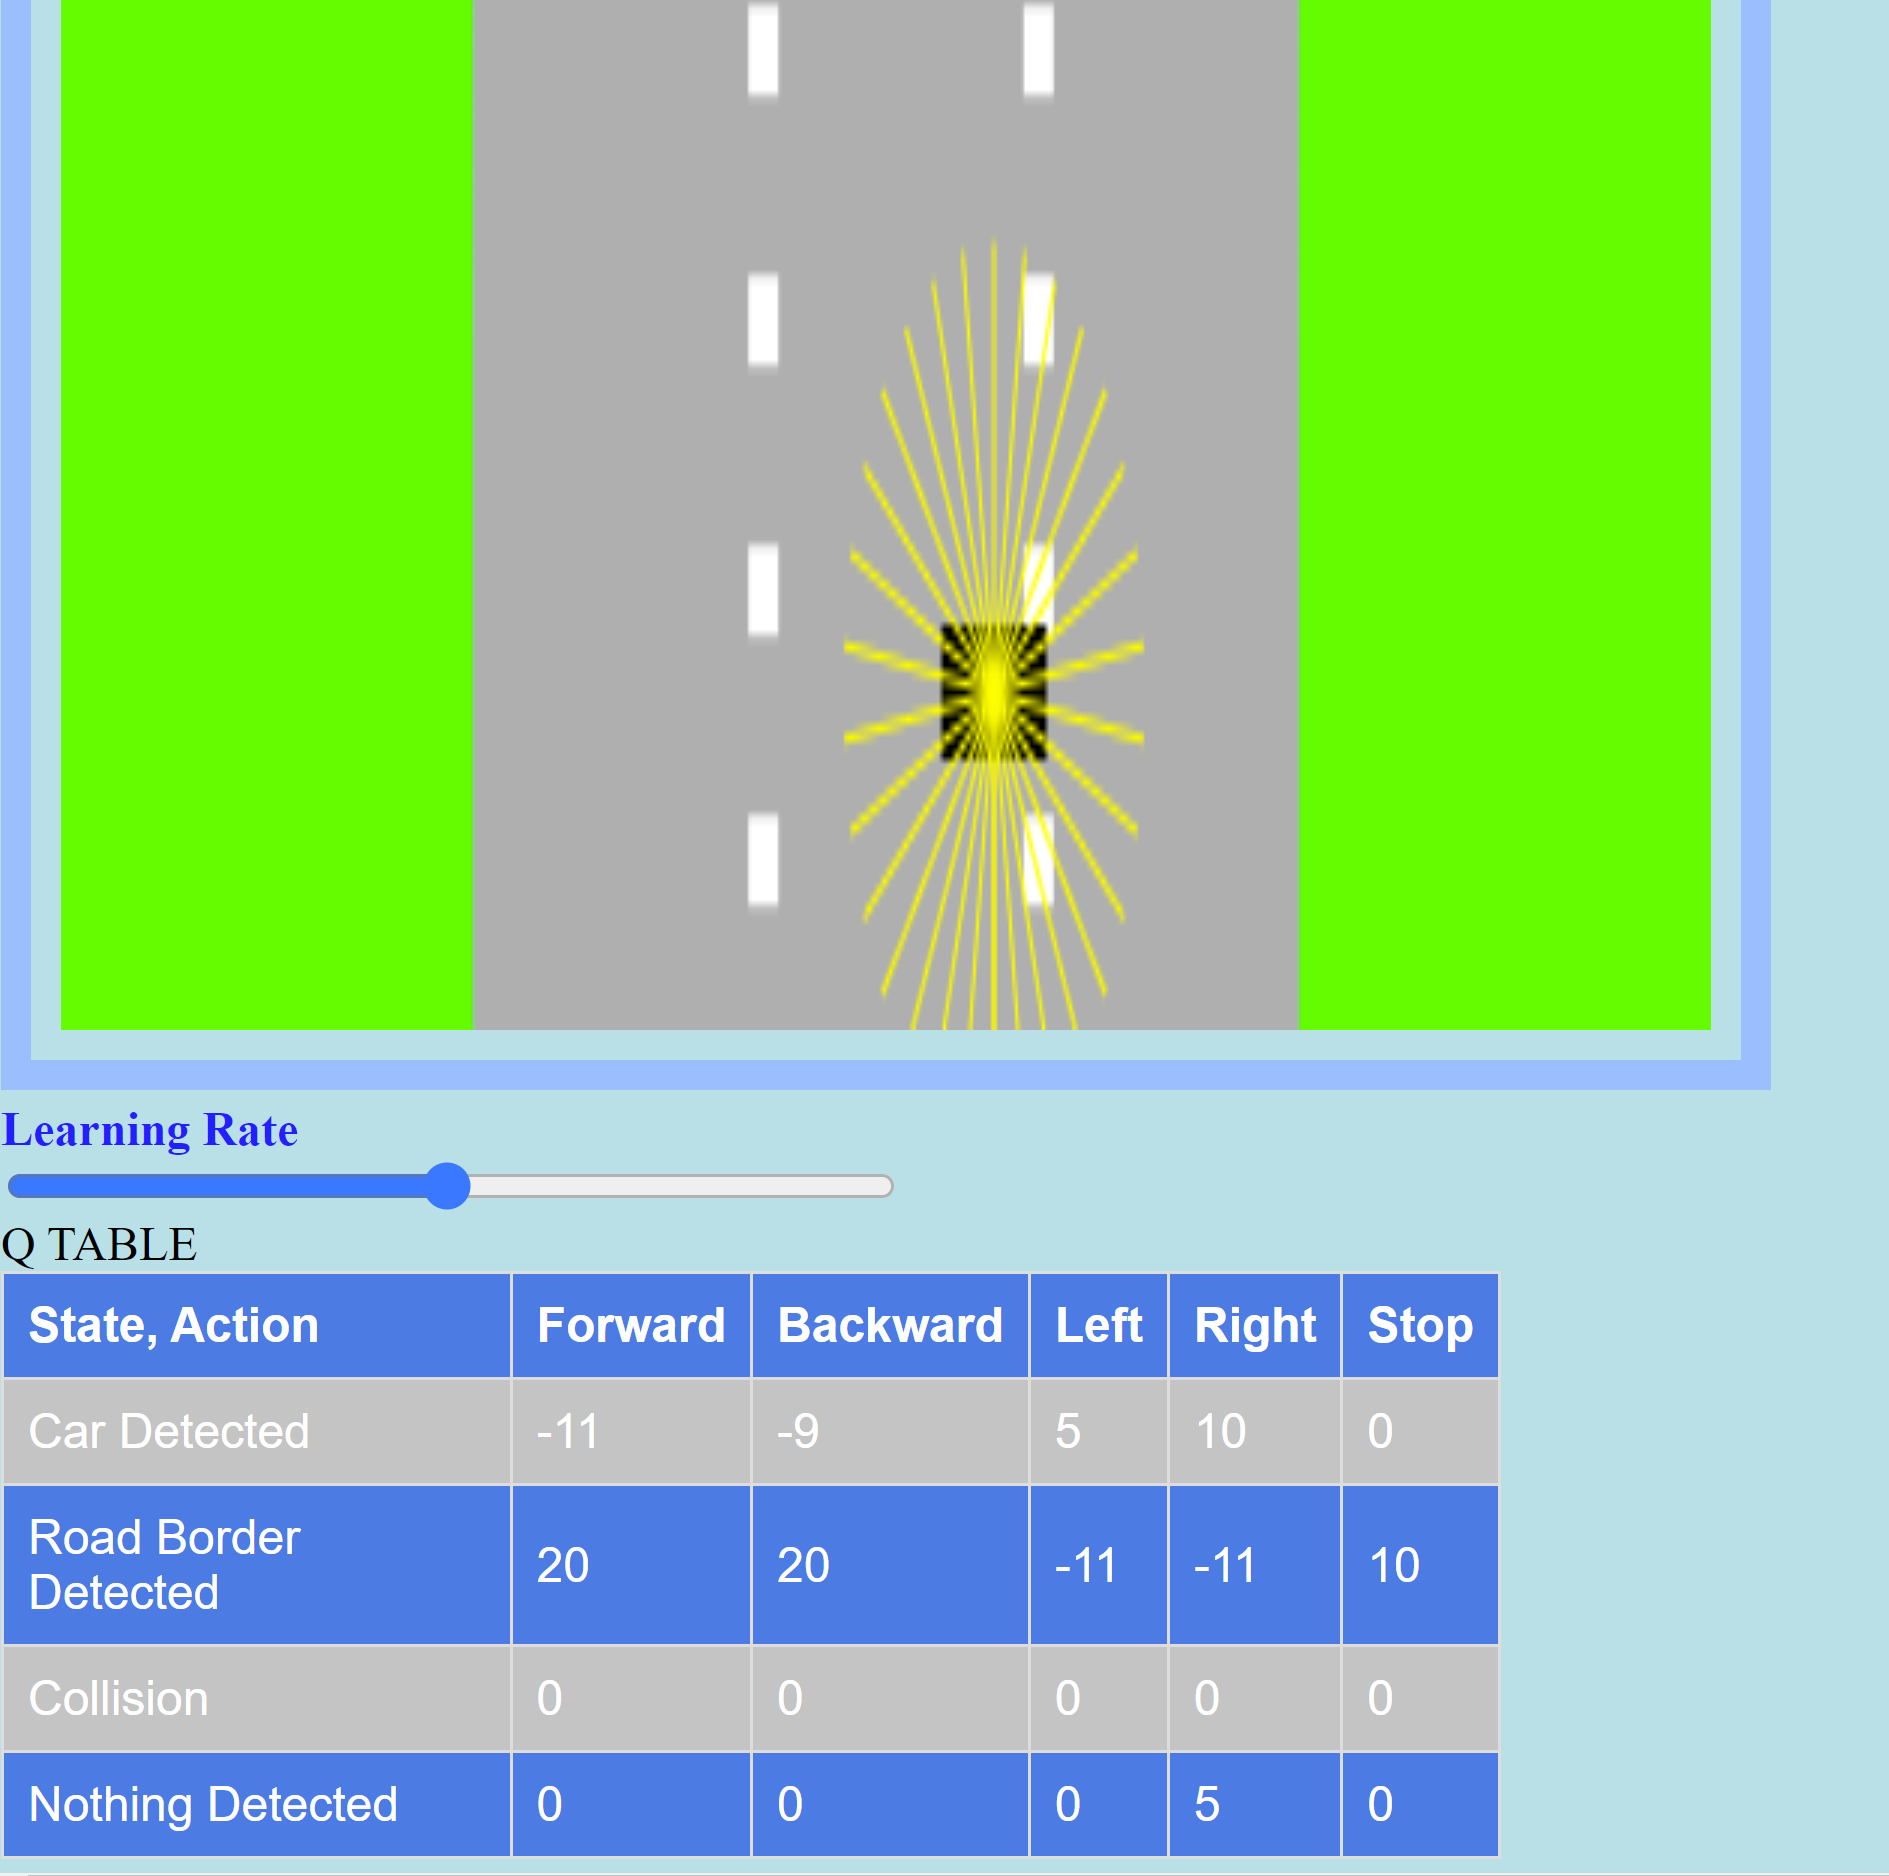 Learning Rate
Q TABLE
State, Action Forward Backward Left Right Stop
Car Detected -11 -9 5 10 0
Road Border
Detected 20 20 -11 -11 10
Collision 0 0 0 0 0
Nothing Detected 0 0 0 5 0